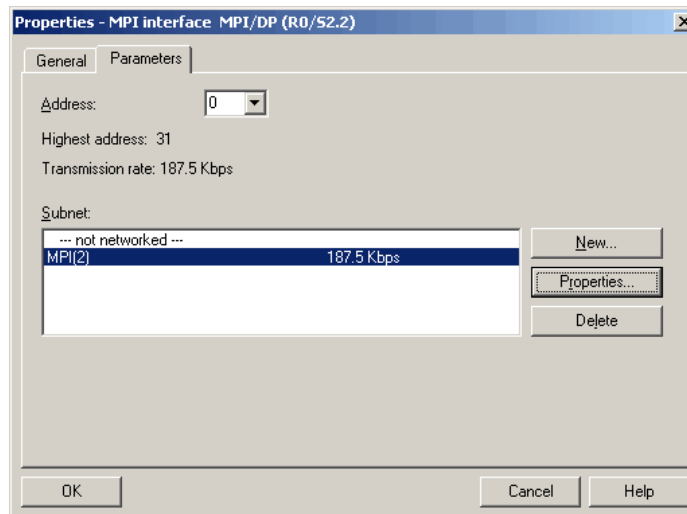 Properties - MPI interface MPI/DP (R0/S2.2)
General Parameters
Address: 0
Highest address: 31
Transmission rate: 187.5 Kbps
Subnet:
--- not networked ---
MPI(2) 187.5 Kbps
New...
Properties...
Delete
OK Cancel Help